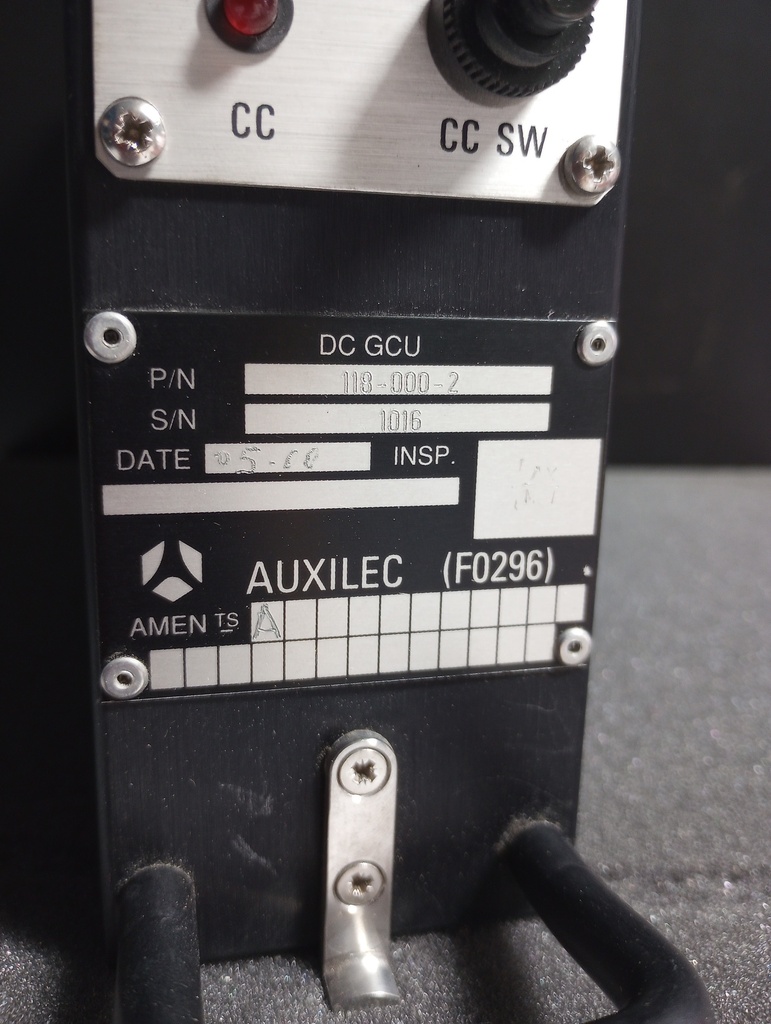 CC
CC SW
DC GCU
P/N 118-000-2
S/N 1016
DATE INSP.
AUXILEC (F0296)
AMEN TS A